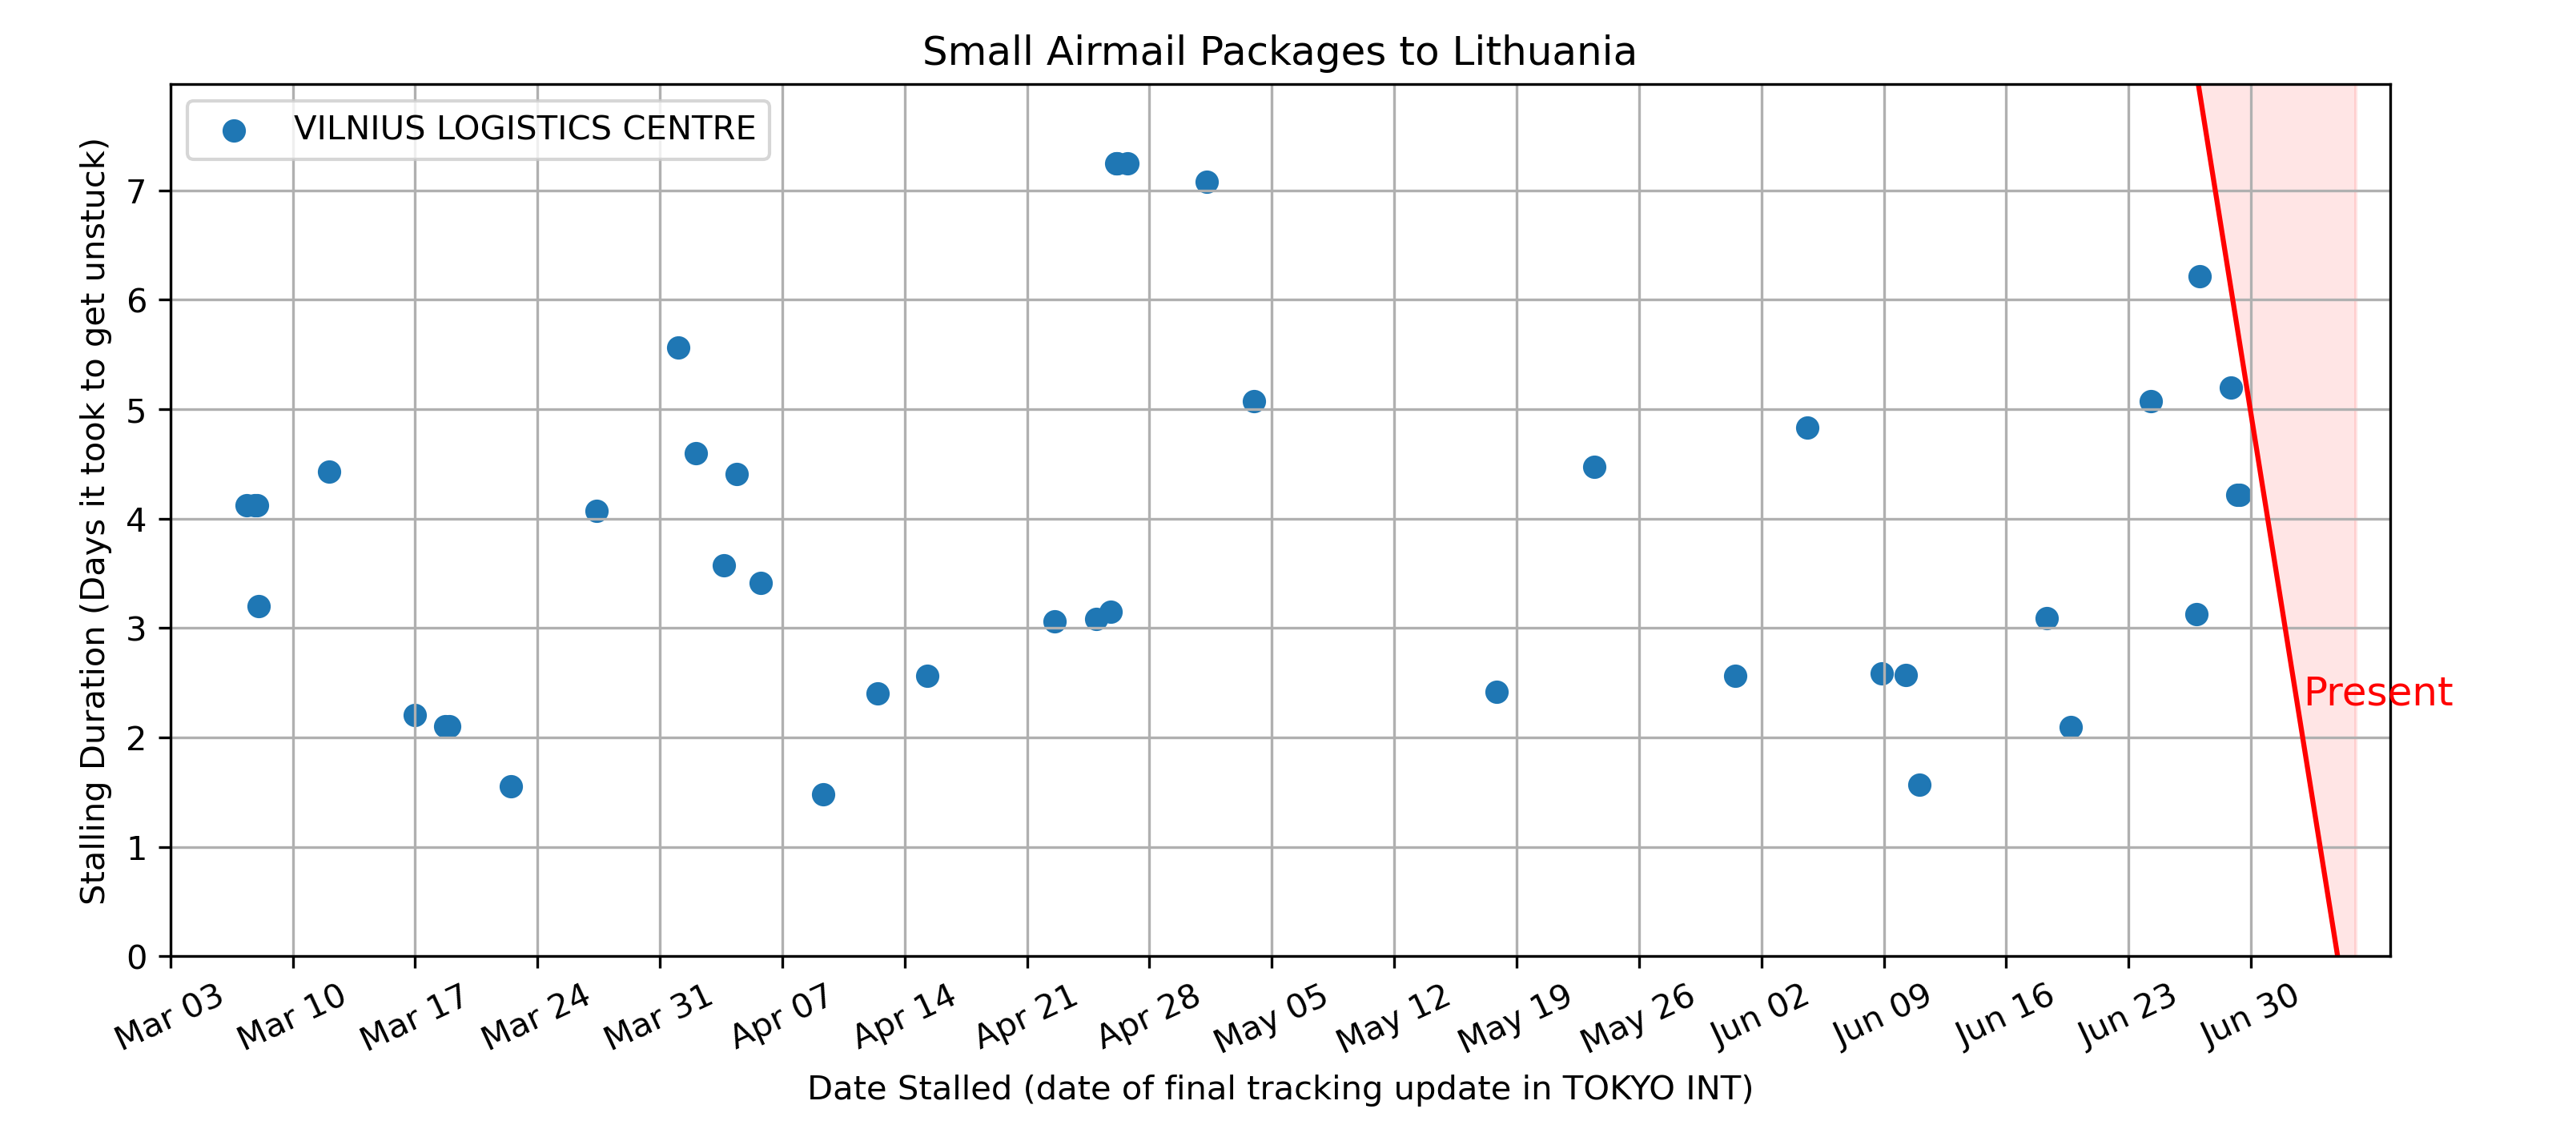 Small Airmail Packages to Lithuania
VILNIUS LOGISTICS CENTRE
Stalling Duration (Days it took to get unstuck)
7
6
5
4
3
2
1
0
Present
Mar 03
Mar 10
Mar 17
Mar 24
Mar 31
Apr 07
Apr 14
Apr 21
Apr 28
May 05
May 12
May 19
May 26
Jun 02
Jun 09
Jun 16
Jun 23
Jun 30
Date Stalled (date of final tracking update in TOKYO INT)